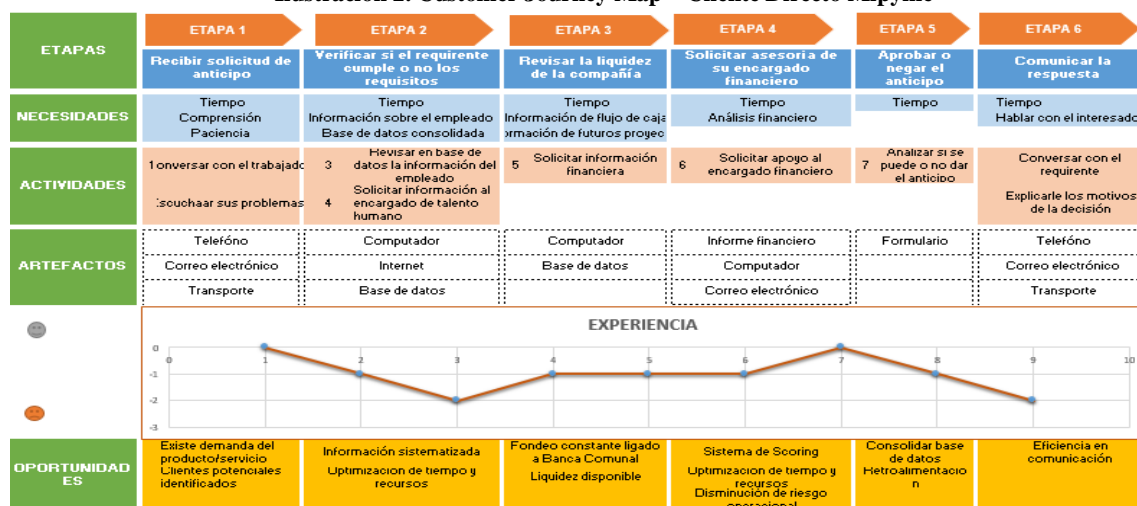 Ilustración 2. Customer Journey Map – Cliente Directo Mipyme
ETAPAS
ETAPA 1
ETAPA 2
ETAPA 3
ETAPA 4
ETAPA 5
ETAPA 6
Recibir solicitud de
anticipo
Verificar si el requirente
cumple o no los
requisitos
Revisar la liquidez
de la compañía
Solicitar asesoria de
su encargado
financiero
Aprobar o
negar el
anticipo
Comunicar la
respuesta
NECESIDADES
Tiempo
Comprensión
Paciencia
Tiempo
Información sobre el empleado
Base de datos consolidada
Tiempo
Información de flujo de caja
ormación de futuros proyec
Tiempo
Análisis financiero
Tiempo
Tiempo
Hablar con el interesado
ACTIVIDADES
1 onversar con el trabajado
Escuchaar sus problemas
3 Revisar en base de
datos la información del
empleado
4 Solicitar información al
encargado de talento
humano
5 Solicitar información
financiera
6 Solicitar apoyo al
encargado financiero
7 Analizar si se
puede o no dar
el anticipo
Conversar con el
requirente
Explicarle los motivos
de la decisión
ARTEFACTOS
Telefóno
Correo electrónico
Transporte
Computador
Internet
Base de datos
Computador
Base de datos
Informe financiero
Computador
Correo electrónico
Formulario
Telefóno
Correo electrónico
Transporte
EXPERIENCIA
0
-1
-2
-3
0 1 2 3 4 5 6 7 8 9 10
OPORTUNIDAD
ES
Existe demanda del
producto/servicio
Clientes potenciales
identificados
Información sistematizada
Optimización de tiempo y
recursos
Fondeo constante ligado
a Banca Comunal
Liquidez disponible
Sistema de Scoring
Optimización de tiempo y
recursos
Disminución de riesgo
operacional
Consolidar base
de datos
Retroalimentacio
n
Eficiencia en
comunicación